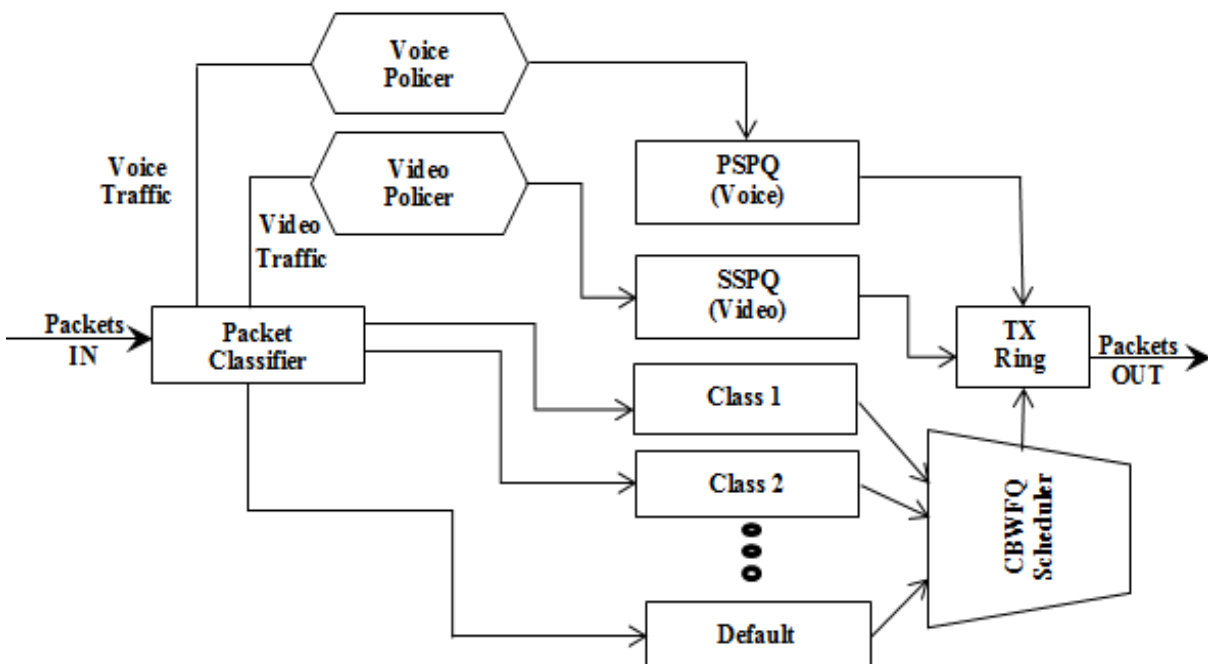 Voice
Policer
Voice
Traffic
Video
Policer
Video
Traffic
PSPQ
(Voice)
SSPQ
(Video)
Packets
IN
Packet
Classifier
TX
Ring
Packets
OUT
Class 1
Class 2
CBWFQ
Scheduler
Default